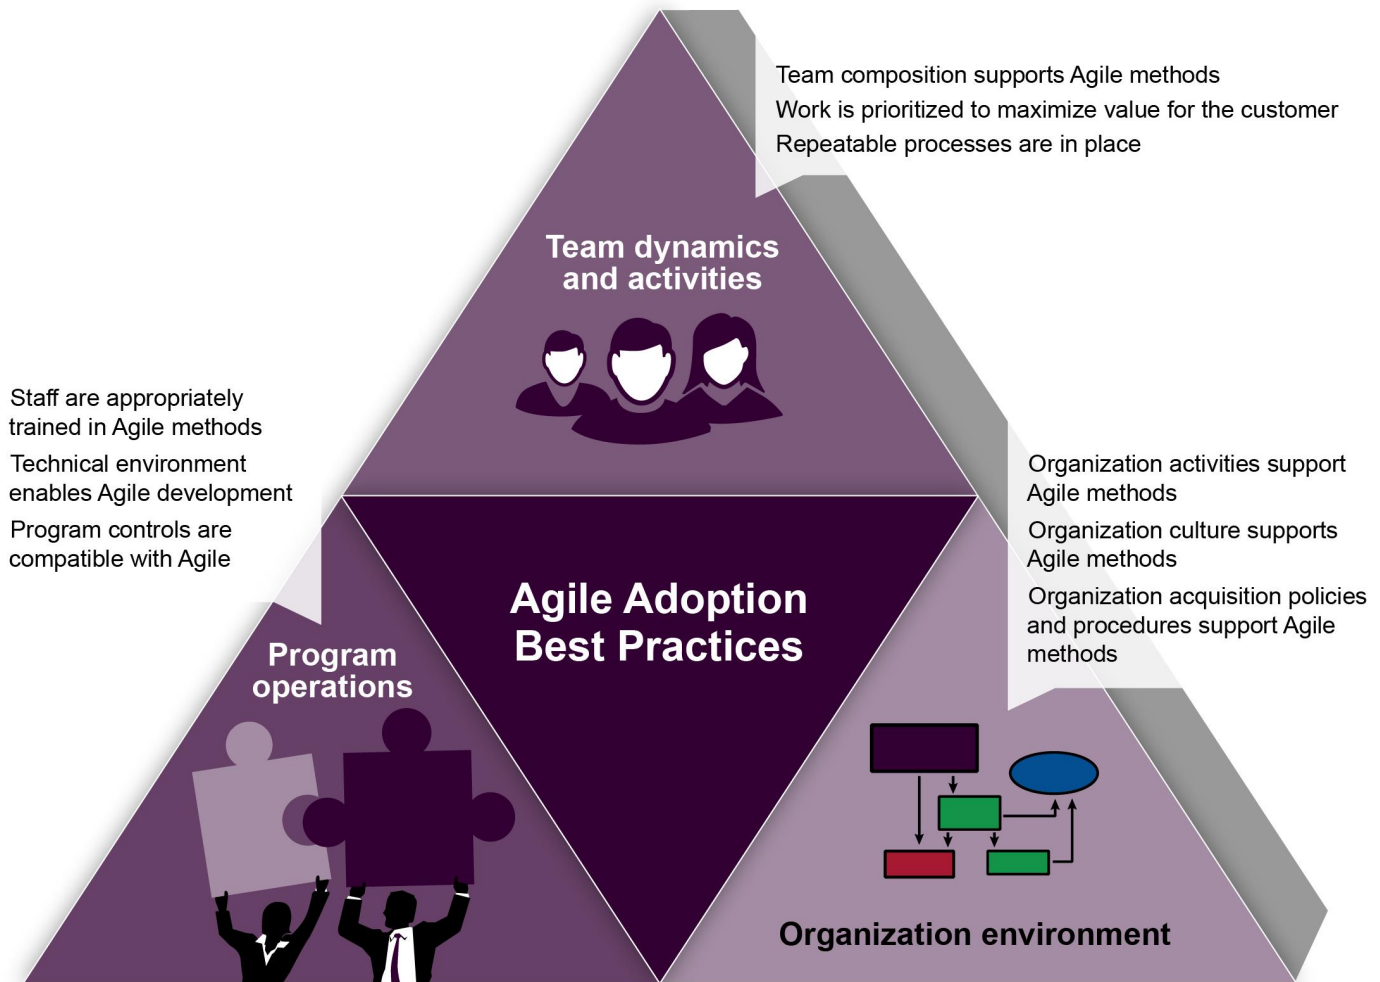 Team composition supports Agile methods
Work is prioritized to maximize value for the customer
Repeatable processes are in place
Team dynamics
and activities
Staff are appropriately
trained in Agile methods
Technical environment
enables Agile development
Program controls are
compatible with Agile
Organization activities support
Agile methods
Organization culture supports
Agile methods
Organization acquisition policies
and procedures support Agile
methods
Agile Adoption
Best Practices
Program
operations
Organization environment